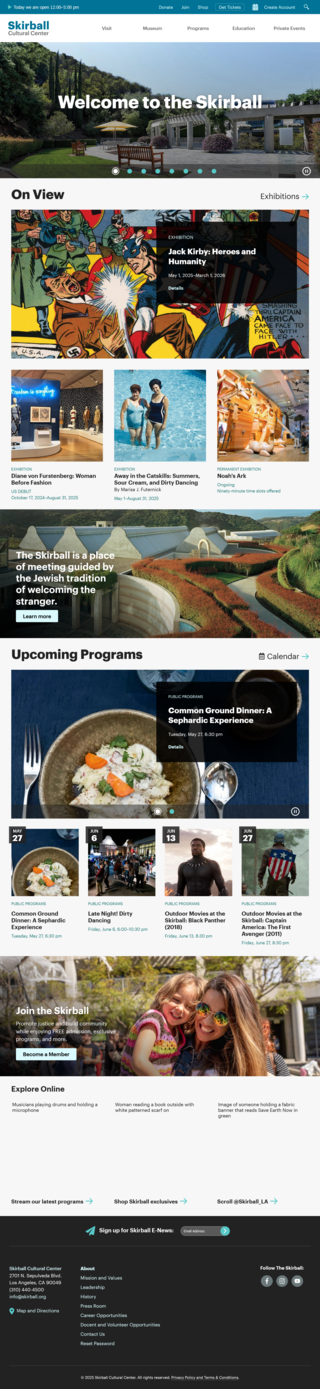 Today we are open 12:00–5:00 pm
Donate Join Shop Get Tickets Create Account
Skirball
Cultural Center
Visit Museum Programs Education Private Events
Welcome to the Skirball
On View
Exhibitions
EXHIBITION
Jack Kirby: Heroes and
Humanity
May 1, 2025–March 1, 2026
Details
U.S.A.
SMASHING
THRU, CAPTAIN
AMERICA
CAME FACE TO
FACE WITH
HITLER
EXHIBITION
Diane von Furstenberg: Woman
Before Fashion
US DEBUT
October 17, 2024–August 31, 2025
EXHIBITION
Away in the Catskills: Summers,
Sour Cream, and Dirty Dancing
By Marisa J. Futernick
May 1–August 31, 2025
PERMANENT EXHIBITION
Noah's Ark
Ongoing
Ninety-minute time slots offered
The Skirball is a place
of meeting guided by
the Jewish tradition
of welcoming the
stranger.
Learn more
Upcoming Programs
Calendar
PUBLIC PROGRAMS
Common Ground Dinner: A
Sephardic Experience
Tuesday, May 27, 6:30 pm
Details
MAY
27
PUBLIC PROGRAMS
Common Ground
Dinner: A Sephardic
Experience
Tuesday, May 27, 6:30 pm
JUN
6
PUBLIC PROGRAMS
Late Night! Dirty
Dancing
Friday, June 6, 6:00–10:30 pm
JUN
13
PUBLIC PROGRAMS
Outdoor Movies at the
Skirball: Black Panther
(2018)
Friday, June 13, 8:00 pm
JUN
27
PUBLIC PROGRAMS
Outdoor Movies at the
Skirball: Captain
America: The First
Avenger (2011)
Friday, June 27, 8:30 pm
Join the Skirball
Promote justice and build community
while enjoying FREE admission, exclusive
programs, and more.
Become a Member
Explore Online
Musicians playing drums and holding a
microphone
Woman reading a book outside with
white patterned scarf on
Image of someone holding a fabric
banner that reads Save Earth Now in
green
Stream our latest programs
Shop Skirball exclusives
Scroll @Skirball_LA
Sign up for Skirball E-News:
Email Address
Skirball Cultural Center
2701 N. Sepulveda Blvd.
Los Angeles, CA 90049
(310) 440-4500
info@skirball.org
Map and Directions
About
Mission and Values
Leadership
History
Press Room
Career Opportunities
Docent and Volunteer Opportunities
Contact Us
Reset Password
Follow The Skirball:
© 2025 Skirball Cultural Center. All rights reserved. Privacy Policy and Terms & Conditions.